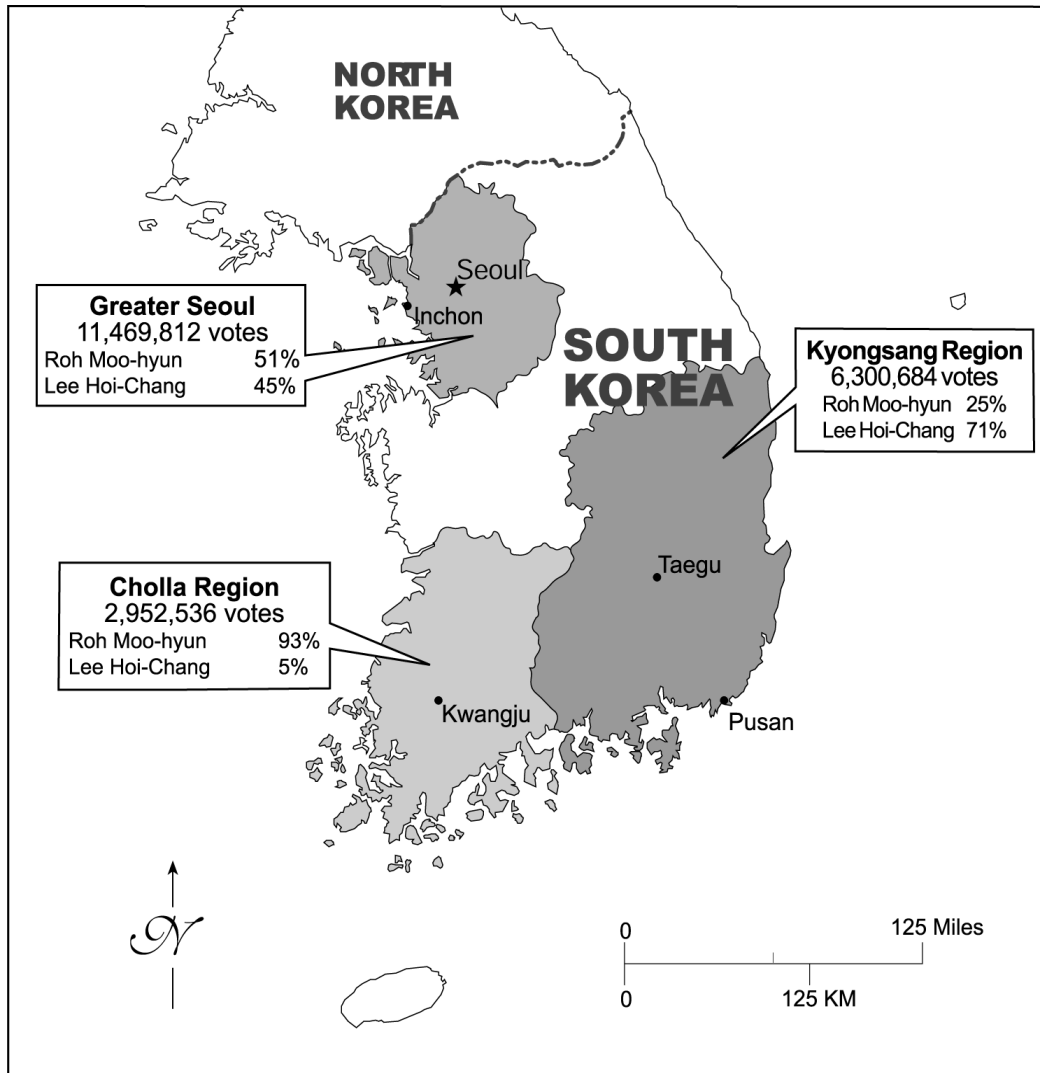 NORTH
KOREA
Seoul
Inchon
Greater Seoul
11,469,812 votes
Roh Moo-hyun 51%
Lee Hoi-Chang 45%
SOUTH
KOREA
Kyongsang Region
6,300,684 votes
Roh Moo-hyun 25%
Lee Hoi-Chang 71%
Taegu
Cholla Region
2,952,536 votes
Roh Moo-hyun 93%
Lee Hoi-Chang 5%
Kwangju
Pusan
N
0 125 Miles
0 125 KM